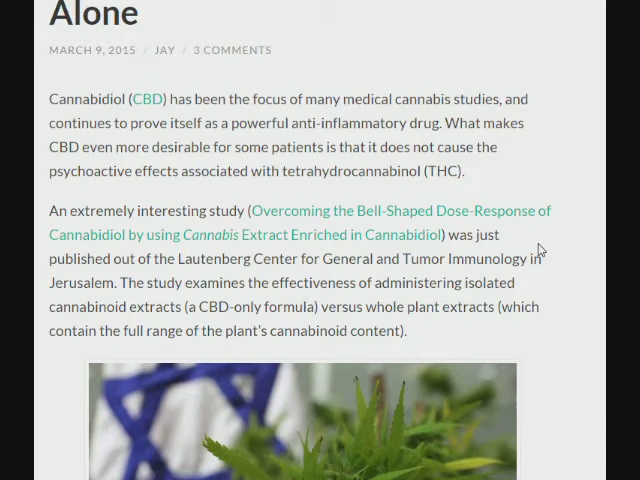 Alone
MARCH 9, 2015 / JAY / 3 COMMENTS
Cannabidiol (CBD) has been the focus of many medical cannabis studies, and
continues to prove itself as a powerful anti-inflammatory drug. What makes
CBD even more desirable for some patients is that it does not cause the
psychoactive effects associated with tetrahydrocannabinol (THC).
An extremely interesting study (Overcoming the Bell-Shaped Dose-Response of
Cannabidiol by using Cannabis Extract Enriched in Cannabidiol) was just
published out of the Lautenberg Center for General and Tumor Immunology in
Jerusalem. The study examines the effectiveness of administering isolated
cannabinoid extracts (a CBD-only formula) versus whole plant extracts (which
contain the full range of the plant's cannabinoid content).